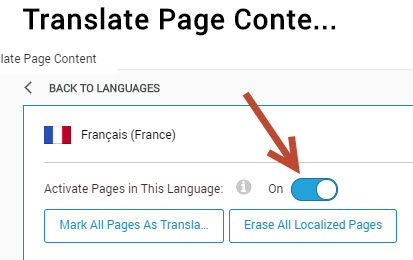 Translate Page Conte...
late Page Content
BACK TO LANGUAGES
Français (France)
Activate Pages in This Language: i On
Mark All Pages As Transla... Erase All Localized Pages